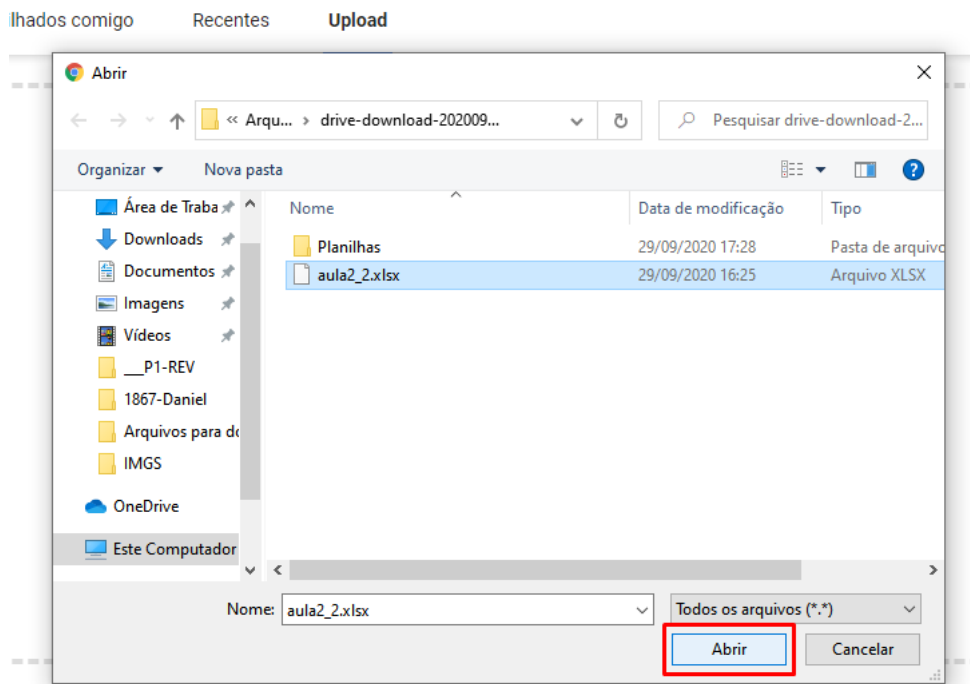 lhados comigo Recentes Upload
Abrir
« Arqu... › drive-download-202009... Pesquisar drive-download-2...
Organizar Nova pasta ?
Área de Traba Nome Data de modificação Tipo
Downloads Planilhas 29/09/2020 17:28 Pasta de arquivo
Documentos aula2_2.xlsx 29/09/2020 16:25 Arquivo XLSX
Imagens
Vídeos
__P1-REV
1867-Daniel
Arquivos para do
IMGS
OneDrive
Este Computador
Nome: aula2_2.xlsx Todos os arquivos (*.*)
Abrir Cancelar